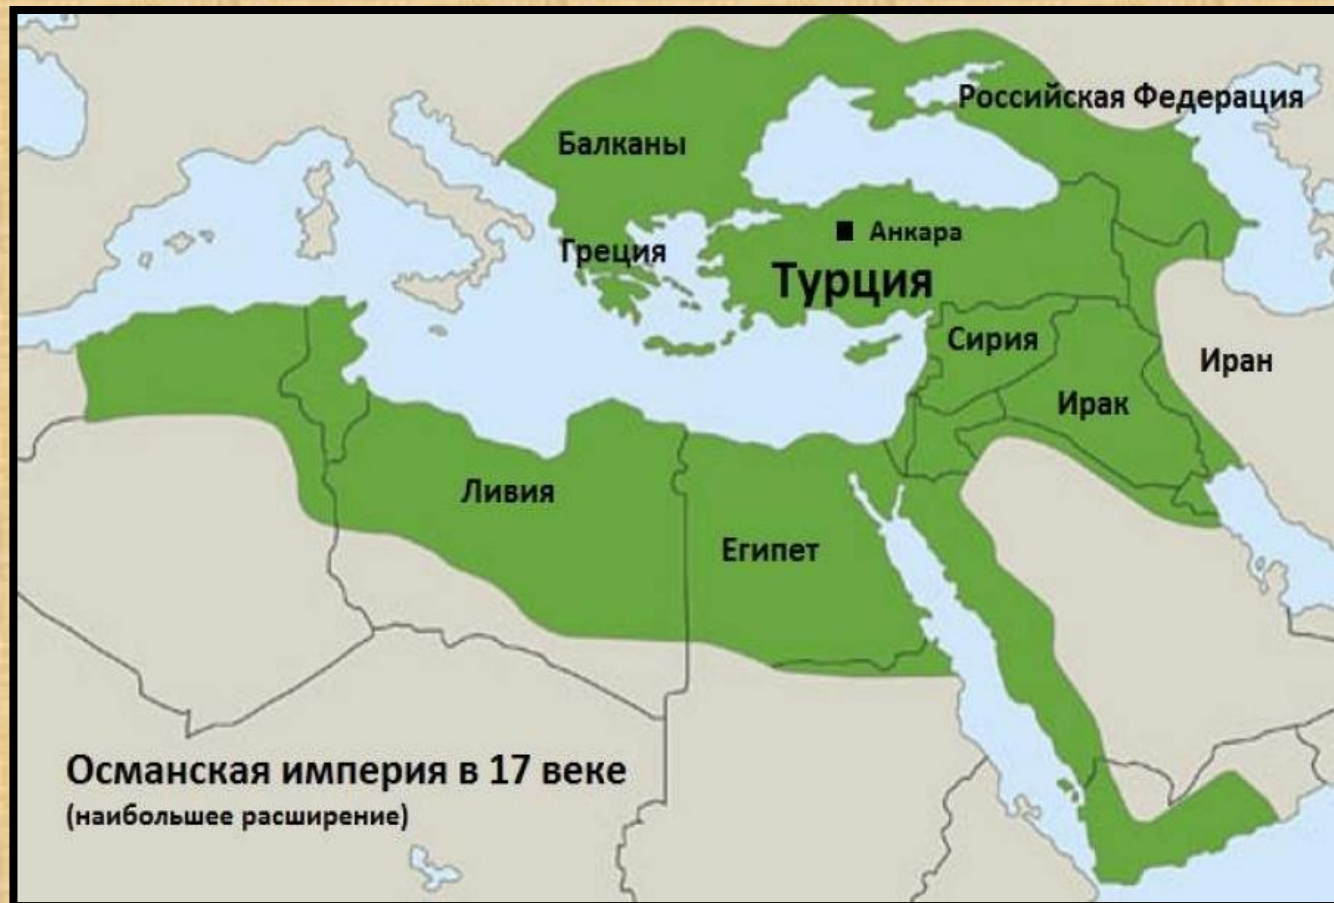 Российская Федерация
Балканы
Анкара
Греция
Турция
Сирия
Иран
Ирак
Ливия
Египет
Османская империя в 17 веке
(наибольшее расширение)